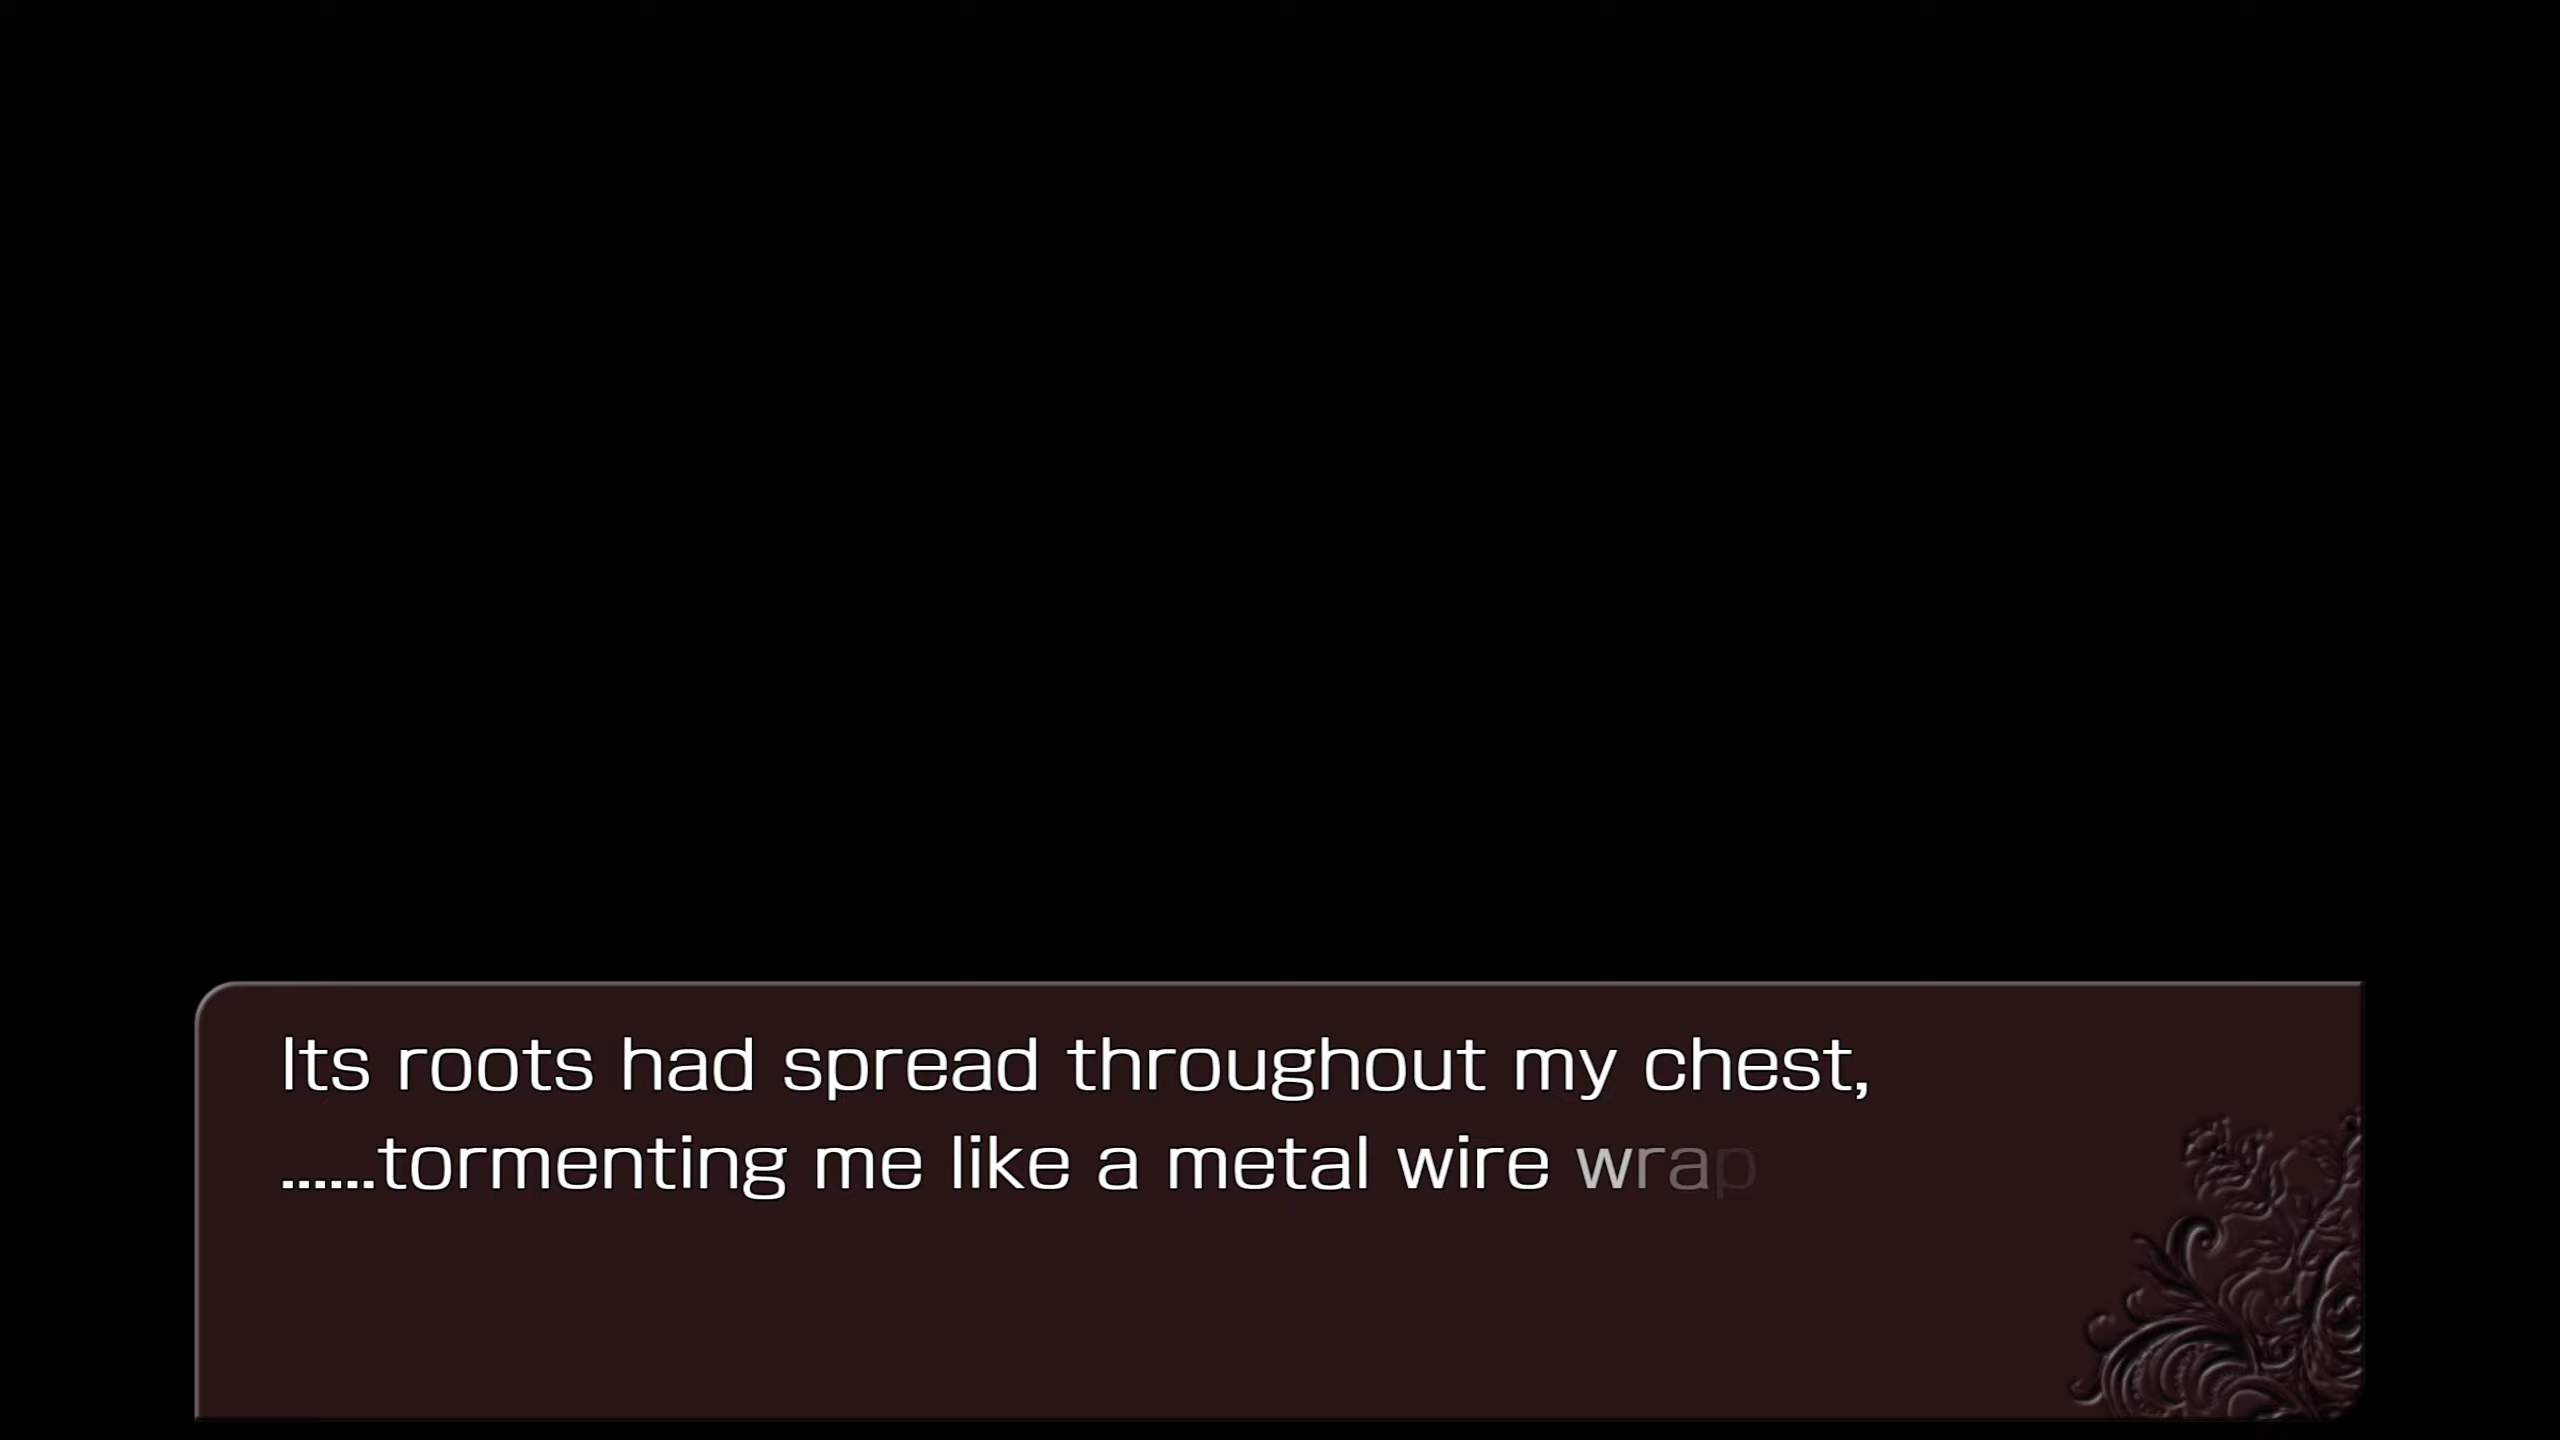 Its roots had spread throughout my chest,
......tormenting me like a metal wire wrap